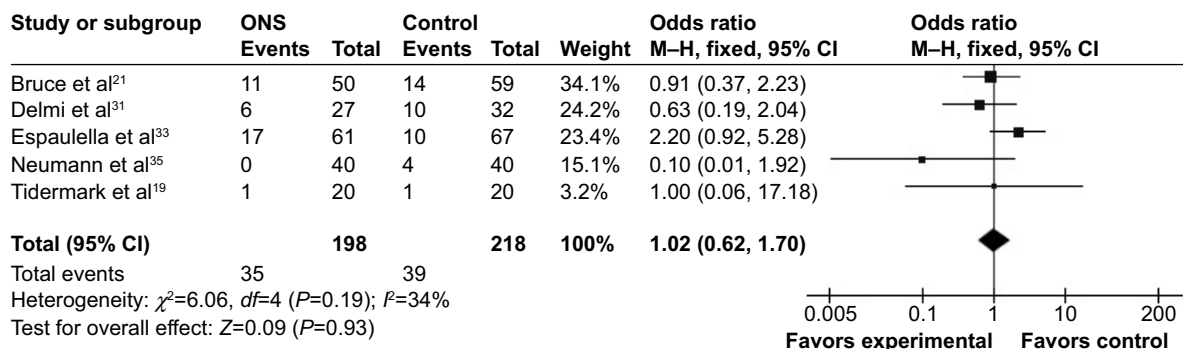 Study or subgroup ONS Control Odds ratio Odds ratio
Events Total Events Total Weight M–H, fixed, 95% CI M–H, fixed, 95% CI
Bruce et al²¹ 11 50 14 59 34.1% 0.91 (0.37, 2.23)
Delmi et al³¹ 6 27 10 32 24.2% 0.63 (0.19, 2.04)
Espaulella et al³³ 17 61 10 67 23.4% 2.20 (0.92, 5.28)
Neumann et al³⁵ 0 40 4 40 15.1% 0.10 (0.01, 1.92)
Tidermark et al¹⁹ 1 20 1 20 3.2% 1.00 (0.06, 17.18)
Total (95% CI) 198 218 100% 1.02 (0.62, 1.70)
Total events 35 39
Heterogeneity: χ²=6.06, df=4 (P=0.19); I²=34%
Test for overall effect: Z=0.09 (P=0.93)
0.005 0.1 1 10 200
Favors experimental Favors control